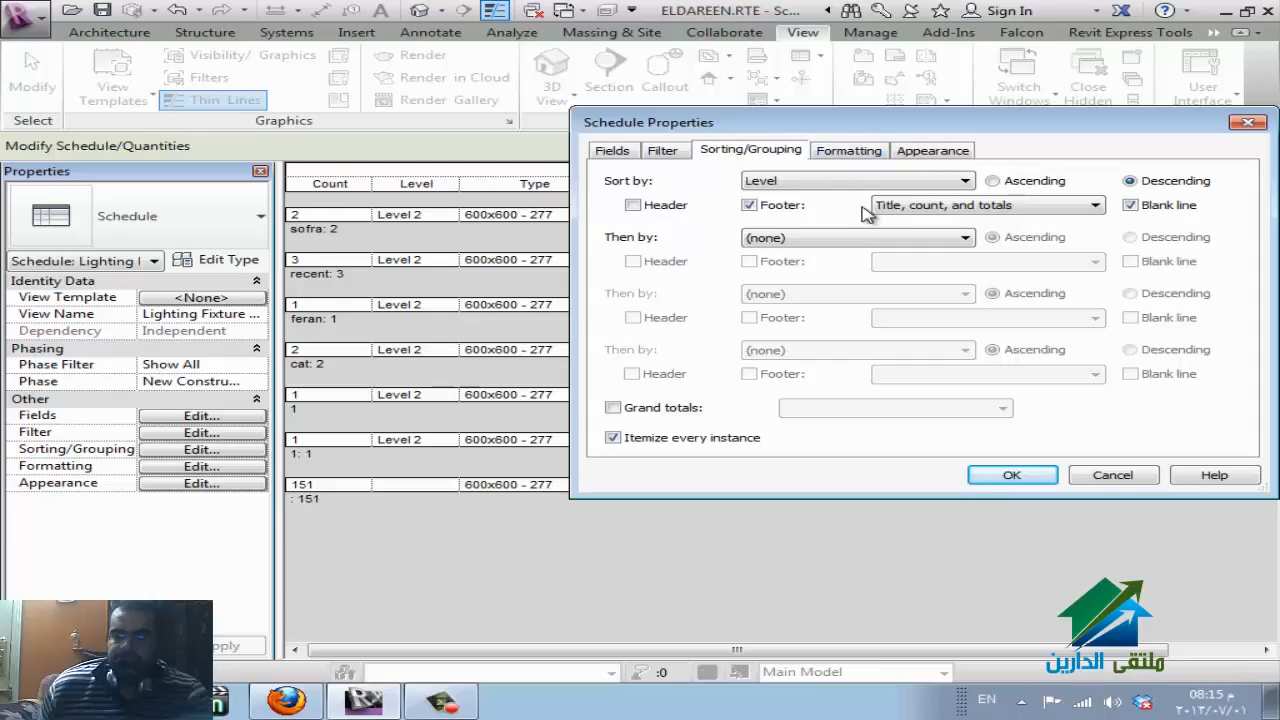 ELDAREEN.RTE - Sc...
Sign In
Architecture Structure Systems Insert Annotate Analyze Massing & Site Collaborate View Manage Add-Ins Falcon Revit Express Tools
Modify
View
Templates
Visibility/ Graphics
Filters
Thin Lines
Render
Render in Cloud
Render Gallery
3D
View
Section
Callout
Switch
Windows
Close
Hidden
User
Interface
Select
Graphics
Modify Schedule/Quantities
Properties
Schedule
Schedule: Lighting
Edit Type
Identity Data
View Template <None>
View Name Lighting Fixture ...
Dependency Independent
Phasing
Phase Filter Show All
Phase New Constru...
Other
Fields Edit...
Filter Edit...
Sorting/Grouping Edit...
Formatting Edit...
Appearance Edit...
Count Level Type
2 Level 2 600x600 - 277
sofra: 2
3 Level 2 600x600 - 277
recent: 3
1 Level 2 600x600 - 277
feran: 1
2 Level 2 600x600 - 277
cat: 2
1 Level 2 600x600 - 277
1
1 Level 2 600x600 - 277
1: 1
151 600x600 - 277
: 151
Schedule Properties
Fields Filter Sorting/Grouping Formatting Appearance
Sort by: Level Ascending Descending
Header Footer: Title, count, and totals Blank line
Then by: (none) Ascending Descending
Header Footer: Blank line
Then by: (none) Ascending Descending
Header Footer: Blank line
Then by: (none) Ascending Descending
Header Footer: Blank line
Grand totals:
Itemize every instance
OK Cancel Help
ملتقى الدارين
:0 Main Model
EN
08:15 م
٢٠١٣/٠٧/٠١